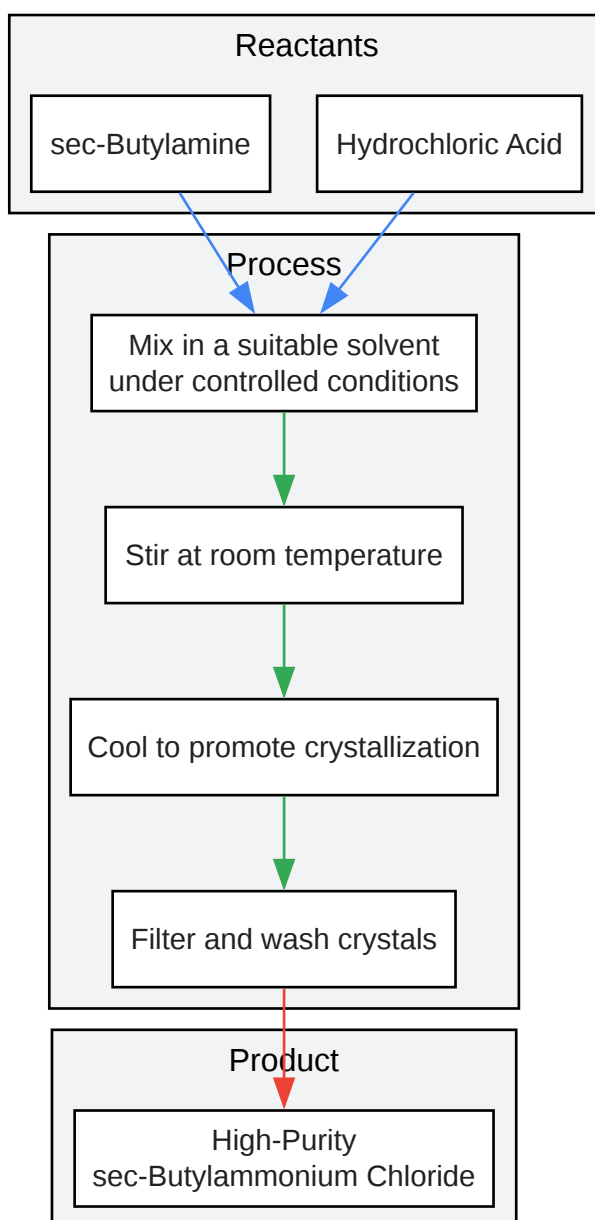 Reactants
sec-Butylamine
Hydrochloric Acid
Process
Mix in a suitable solvent
under controlled conditions
Stir at room temperature
Cool to promote crystallization
Filter and wash crystals
Product
High-Purity
sec-Butylammonium Chloride